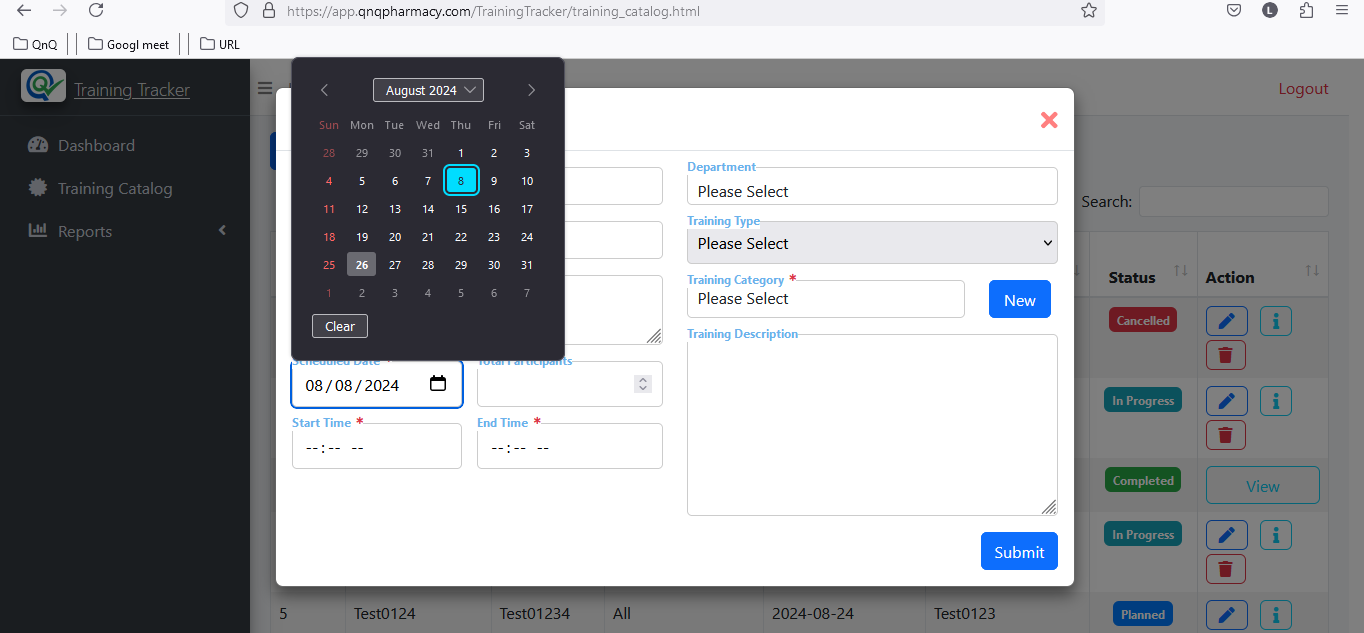 https://app.qnqpharmacy.com/TrainingTracker/training_catalog.html
L
QnQ
Googl meet
URL
Training Tracker
Dashboard
Training Catalog
Reports
Logout
Search:
August 2024
Sun Mon Tue Wed Thu Fri Sat
28 29 30 31 1 2 3
4 5 6 7 8 9 10
11 12 13 14 15 16 17
18 19 20 21 22 23 24
25 26 27 28 29 30 31
1 2 3 4 5 6 7
Clear
Scheduled Date *
08/08/2024
Total Participants
Start Time *
--:-- --
End Time *
--:-- --
Department
Please Select
Training Type
Please Select
Training Category *
Please Select
New
Training Description
Submit
Status
Action
Cancelled
In Progress
Completed
View
In Progress
5 Test0124 Test01234 All 2024-08-24 Test0123 Planned